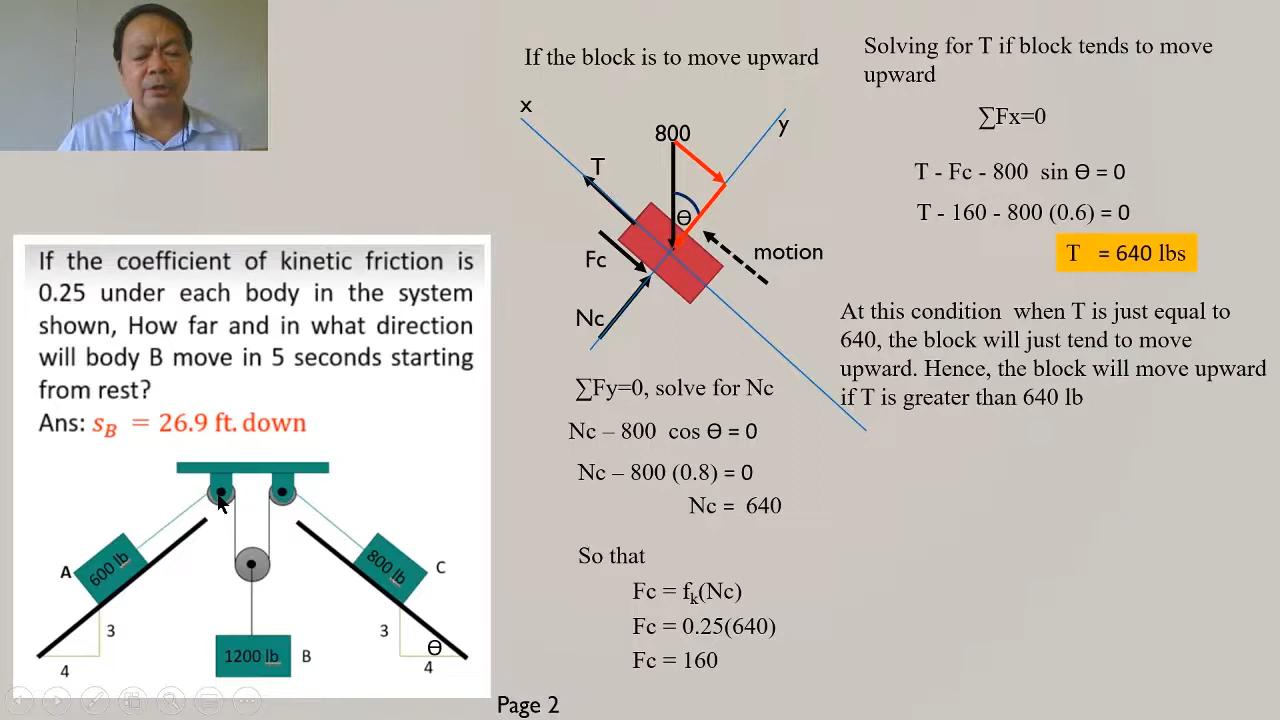 If the coefficient of kinetic friction is
0.25 under each body in the system
shown, How far and in what direction
will body B move in 5 seconds starting
from rest?
Ans: s_B = 26.9 ft. down
A
600 lb
3
4
1200 lb
B
800 lb
C
3
4
Ɵ
If the block is to move upward
x
800
y
T
Ɵ
Fc
motion
Nc
∑Fy=0, solve for Nc
Nc – 800 cos Ɵ = 0
Nc – 800 (0.8) = 0
Nc = 640
So that
Fc = f_k(Nc)
Fc = 0.25(640)
Fc = 160
Page 2
Solving for T if block tends to move
upward
∑Fx=0
T - Fc - 800 sin Ɵ = 0
T - 160 - 800 (0.6) = 0
T = 640 lbs
At this condition when T is just equal to
640, the block will just tend to move
upward. Hence, the block will move upward
if T is greater than 640 lb